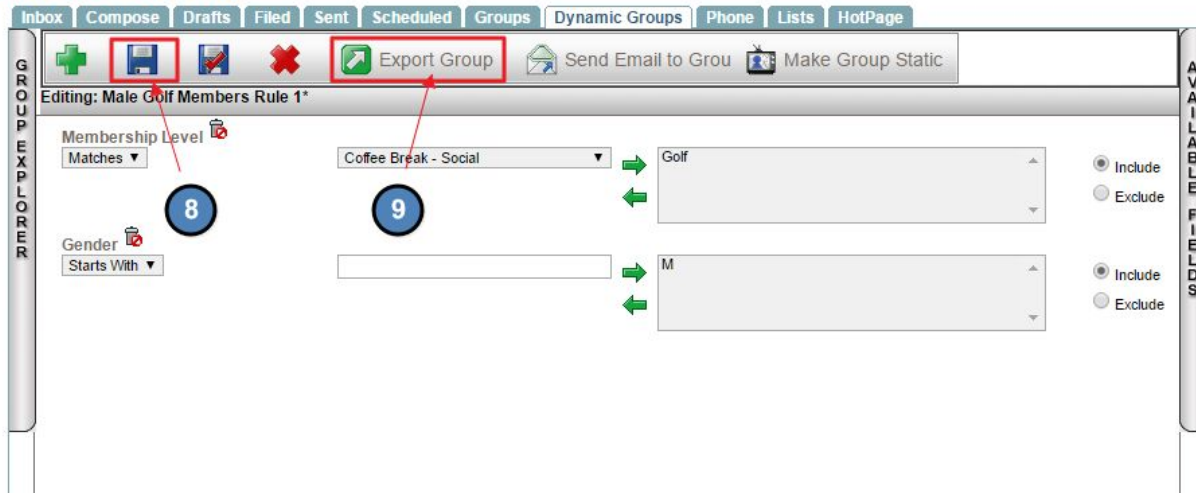 Inbox Compose Drafts Filed Sent Scheduled Groups Dynamic Groups Phone Lists HotPage
Export Group Send Email to Grou Make Group Static
Editing: Male Golf Members Rule 1*
GROUP EXPLORER
Membership Level
Matches ▼ Coffee Break - Social ▼ Golf Include
Exclude
8 9
Gender
Starts With ▼ M Include
Exclude
AVAILABLE FIELDS